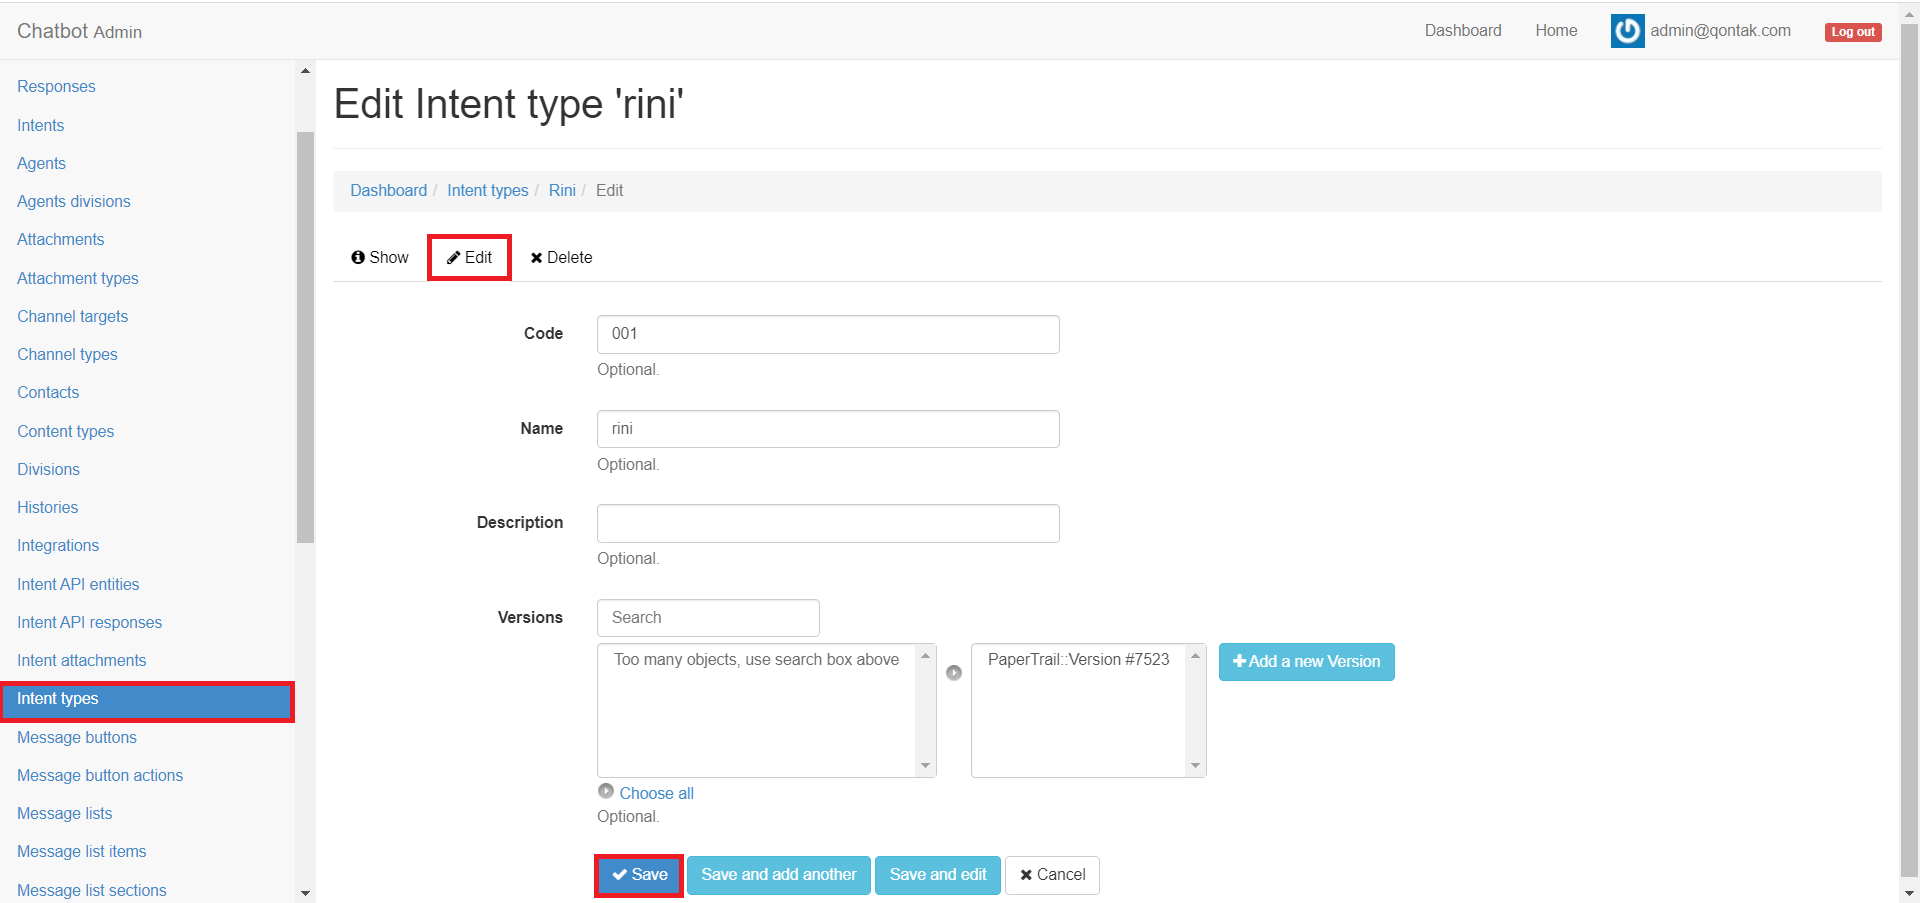 Chatbot Admin
Dashboard
Home
admin@qontak.com
Log out
Responses
Intents
Agents
Agents divisions
Attachments
Attachment types
Channel targets
Channel types
Contacts
Content types
Divisions
Histories
Integrations
Intent API entities
Intent API responses
Intent attachments
Intent types
Message buttons
Message button actions
Message lists
Message list items
Message list sections
Edit Intent type 'rini'
Dashboard / Intent types / Rini / Edit
Show
Edit
Delete
Code
001
Optional.
Name
rini
Optional.
Description
Optional.
Versions
Search
Too many objects, use search box above
PaperTrail::Version #7523
Add a new Version
Choose all
Optional.
Save
Save and add another
Save and edit
Cancel